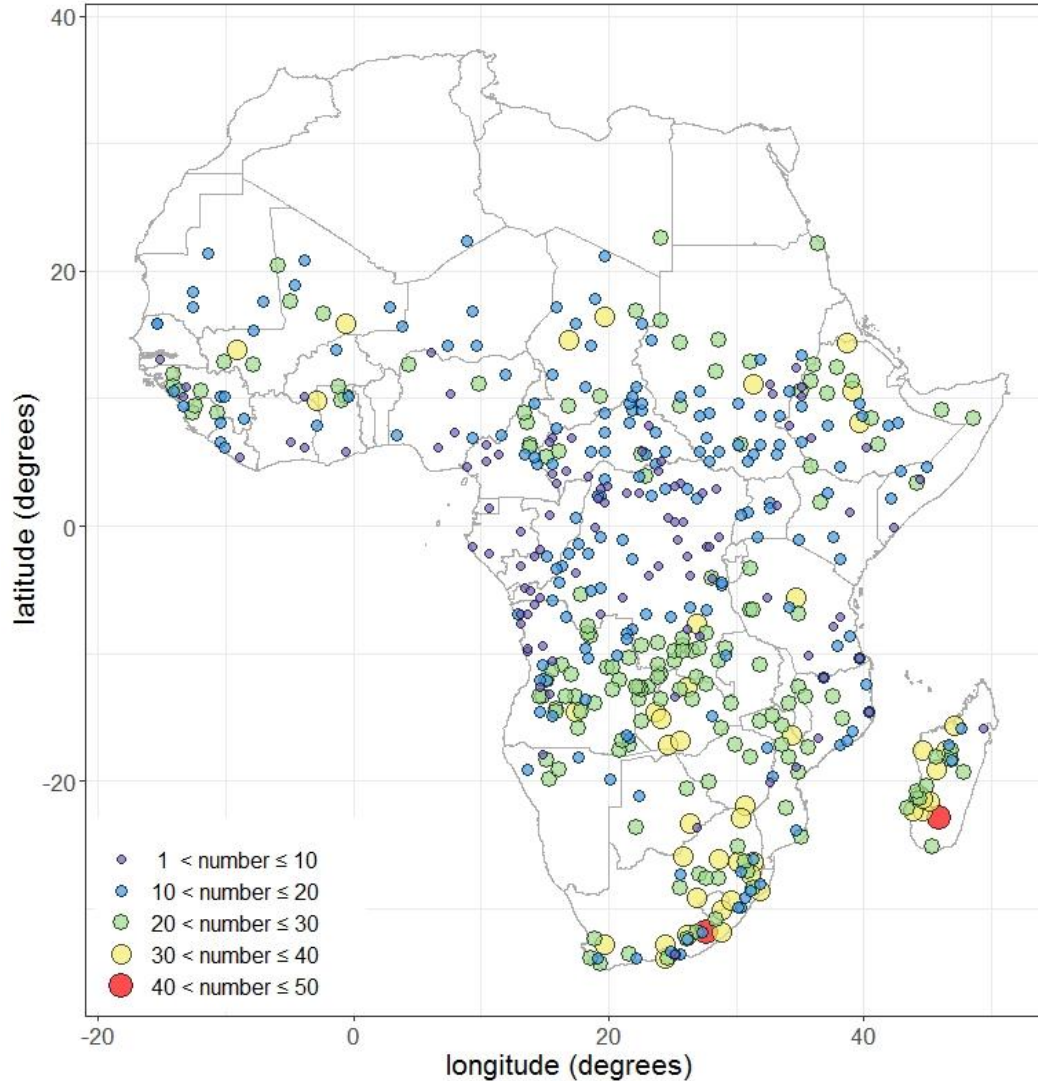 40
20
0
-20
-20
0
20
40
latitude (degrees)
longitude (degrees)
1 < number ≤ 10
10 < number ≤ 20
20 < number ≤ 30
30 < number ≤ 40
40 < number ≤ 50